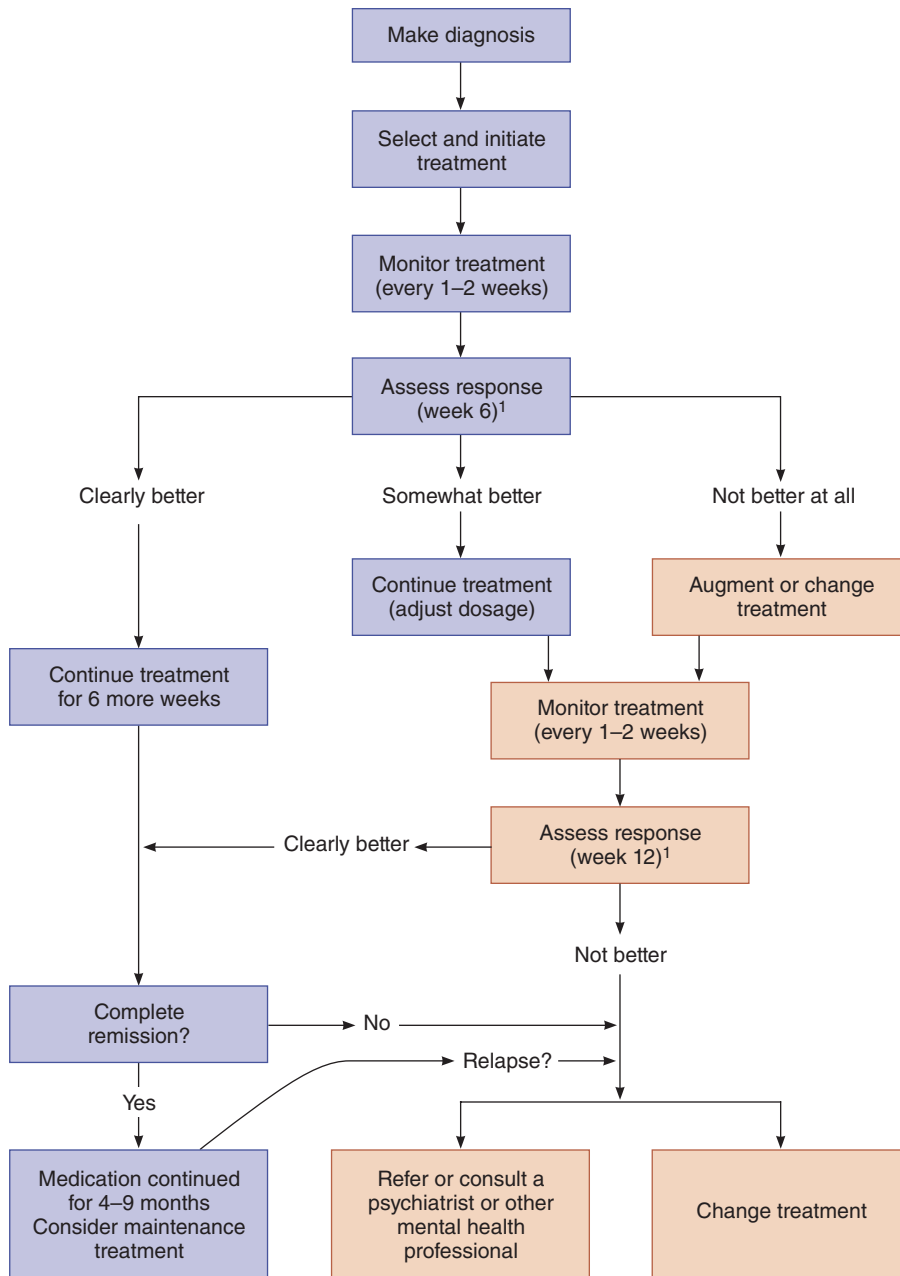 Make diagnosis
Select and initiate
treatment
Monitor treatment
(every 1–2 weeks)
Assess response
(week 6)¹
Clearly better
Somewhat better
Not better at all
Continue treatment
(adjust dosage)
Augment or change
treatment
Continue treatment
for 6 more weeks
Monitor treatment
(every 1–2 weeks)
Assess response
(week 12)¹
Clearly better
Not better
Complete
remission?
No
Relapse?
Yes
Medication continued
for 4–9 months
Consider maintenance
treatment
Refer or consult a
psychiatrist or other
mental health
professional
Change treatment